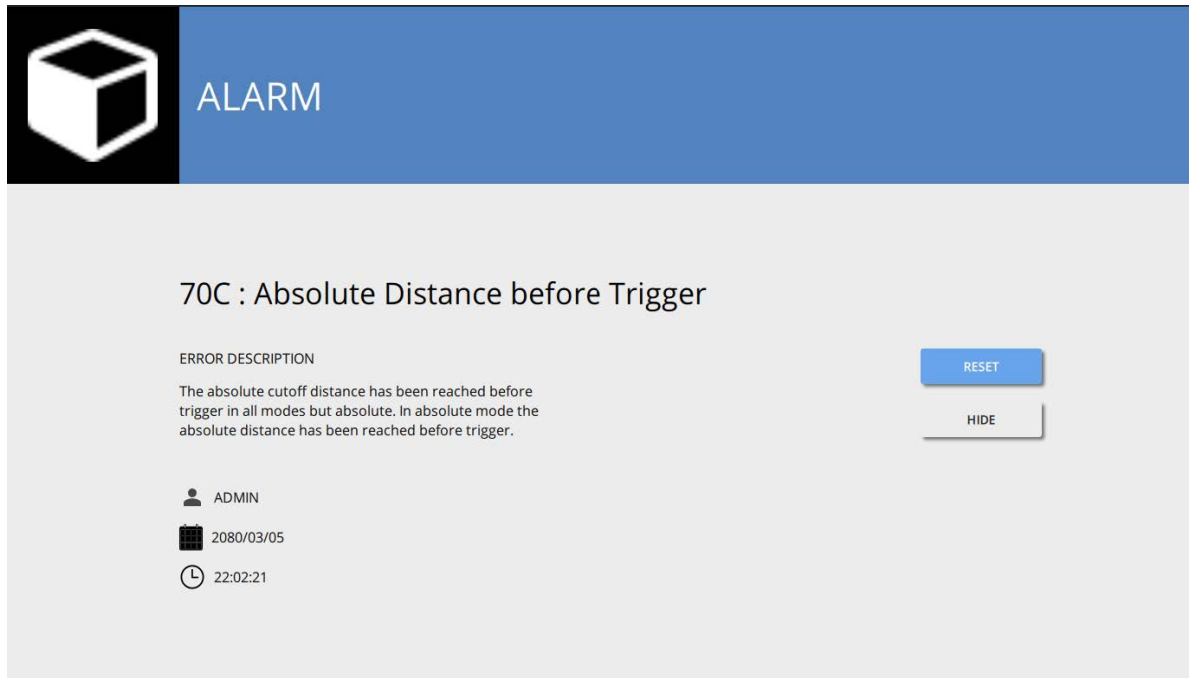 ALARM
70C : Absolute Distance before Trigger
ERROR DESCRIPTION
The absolute cutoff distance has been reached before
trigger in all modes but absolute. In absolute mode the
absolute distance has been reached before trigger.
RESET
HIDE
ADMIN
2080/03/05
22:02:21